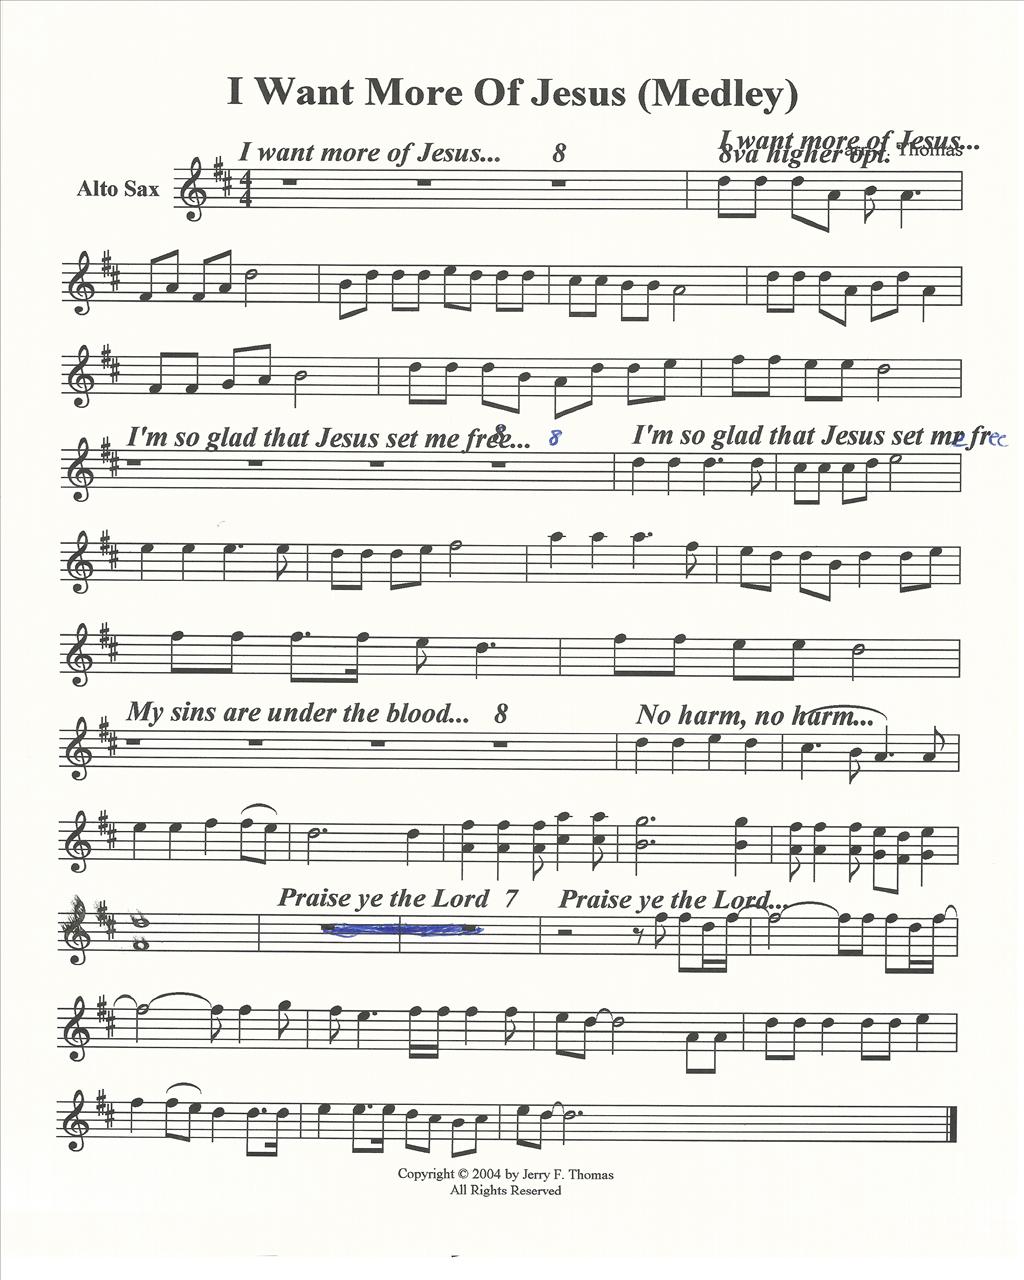 I Want More Of Jesus (Medley)
I want more of Jesus... 8
I want more of Jesus...
8va higher opt.
Thomas
Alto Sax
4
4
I'm so glad that Jesus set me free... 8 8
I'm so glad that Jesus set me free
My sins are under the blood... 8
No harm, no harm...
Praise ye the Lord 7
Praise ye the Lord...
Copyright © 2004 by Jerry F. Thomas
All Rights Reserved